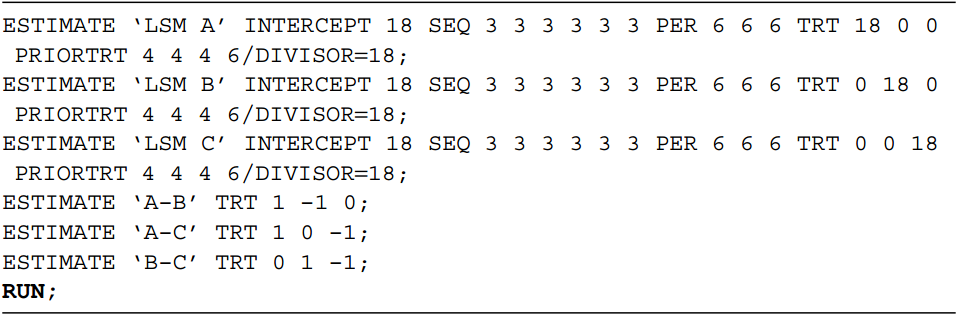 ESTIMATE ‘LSM A’ INTERCEPT 18 SEQ 3 3 3 3 3 3 PER 6 6 6 TRT 18 0 0
PRIORTRT 4 4 4 6/DIVISOR=18;
ESTIMATE ‘LSM B’ INTERCEPT 18 SEQ 3 3 3 3 3 3 PER 6 6 6 TRT 0 18 0
PRIORTRT 4 4 4 6/DIVISOR=18;
ESTIMATE ‘LSM C’ INTERCEPT 18 SEQ 3 3 3 3 3 3 PER 6 6 6 TRT 0 0 18
PRIORTRT 4 4 4 6/DIVISOR=18;
ESTIMATE ‘A-B’ TRT 1 -1 0;
ESTIMATE ‘A-C’ TRT 1 0 -1;
ESTIMATE ‘B-C’ TRT 0 1 -1;
RUN;